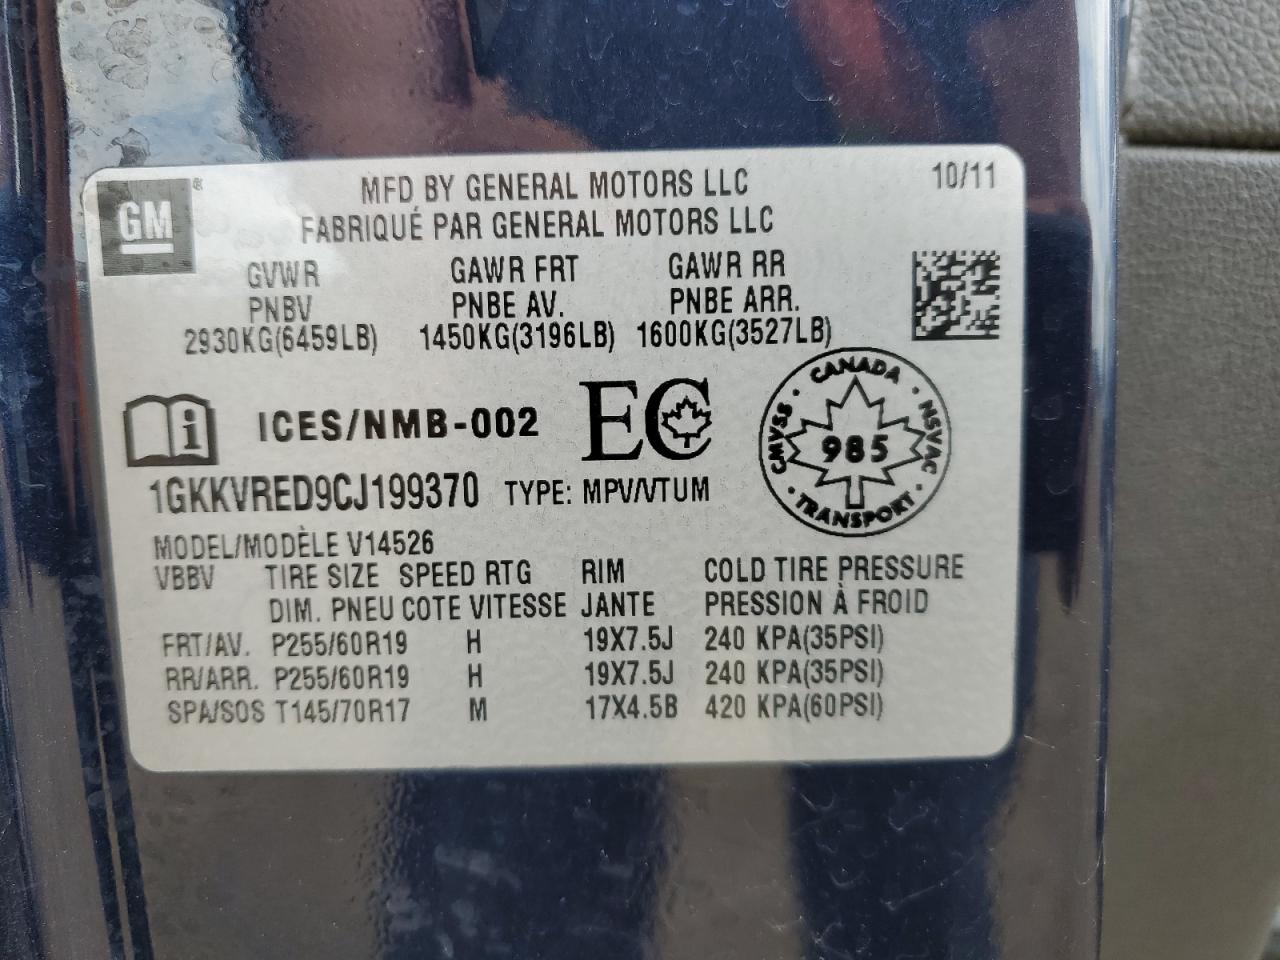 GM ®
MFD BY GENERAL MOTORS LLC 10/11
FABRIQUÉ PAR GENERAL MOTORS LLC
GVWR GAWR FRT GAWR RR
PNBV PNBE AV. PNBE ARR.
2930KG(6459LB) 1450KG(3196LB) 1600KG(3527LB)
i ICES/NMB-002 EC
CANADA
CMVSS 985 NSVAC
TRANSPORT
1GKKVRED9CJ199370 TYPE: MPV/VTUM
MODEL/MODÈLE V14526
VBBV TIRE SIZE SPEED RTG RIM COLD TIRE PRESSURE
DIM. PNEU COTE VITESSE JANTE PRESSION À FROID
FRT/AV. P255/60R19 H 19X7.5J 240 KPA(35PSI)
RR/ARR. P255/60R19 H 19X7.5J 240 KPA(35PSI)
SPA/SOS T145/70R17 M 17X4.5B 420 KPA(60PSI)